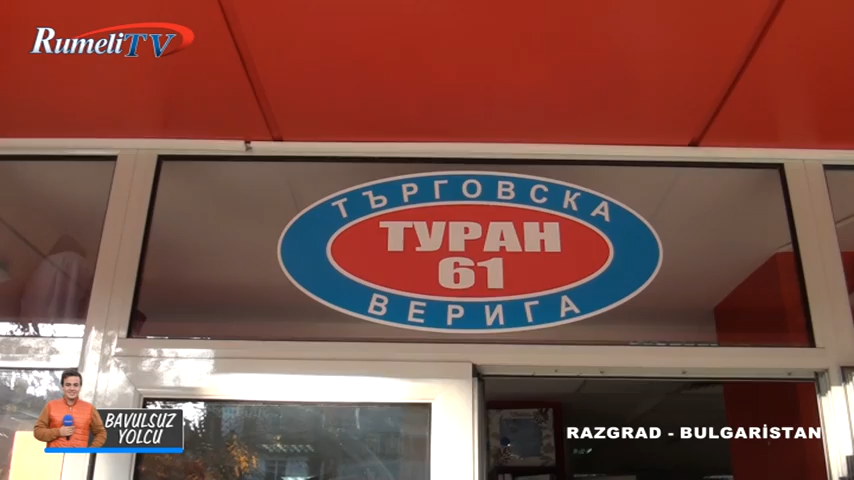 RumeliTV
ТЪРГОВСКА
ТУРАН
61
ВЕРИГА
BAVULSUZ
YOLCU
RAZGRAD - BULGARİSTAN